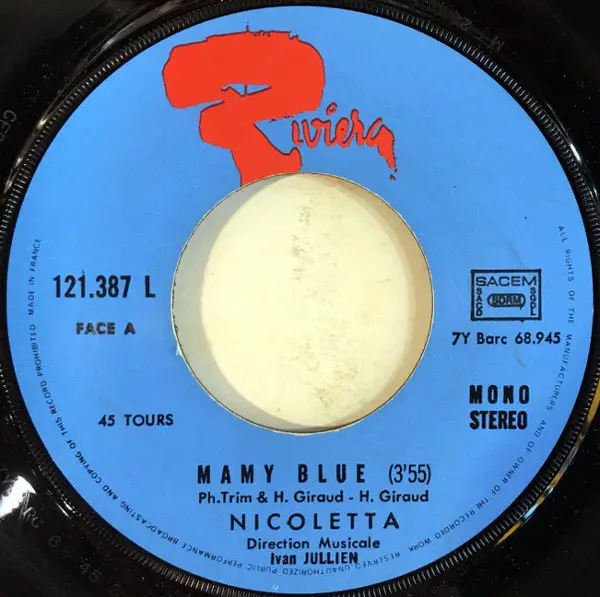 Riviera
121.387 L
FACE A
45 TOURS
SACEM
SACD SDRM SGDL
7Y Barc 68.945
MONO
STEREO
MAMY BLUE (3'55)
Ph.Trim & H. Giraud - H. Giraud
NICOLETTA
Direction Musicale
Ivan JULLIEN
ALL RIGHTS OF THE MANUFACTURERS AND OF OWNER OF THE RECORDED WORK RESERVED UNAUTHORIZED PUBLIC PERFORMANCE BROADCASTING AND COPYING OF THIS RECORD PROHIBITED MADE IN FRANCE